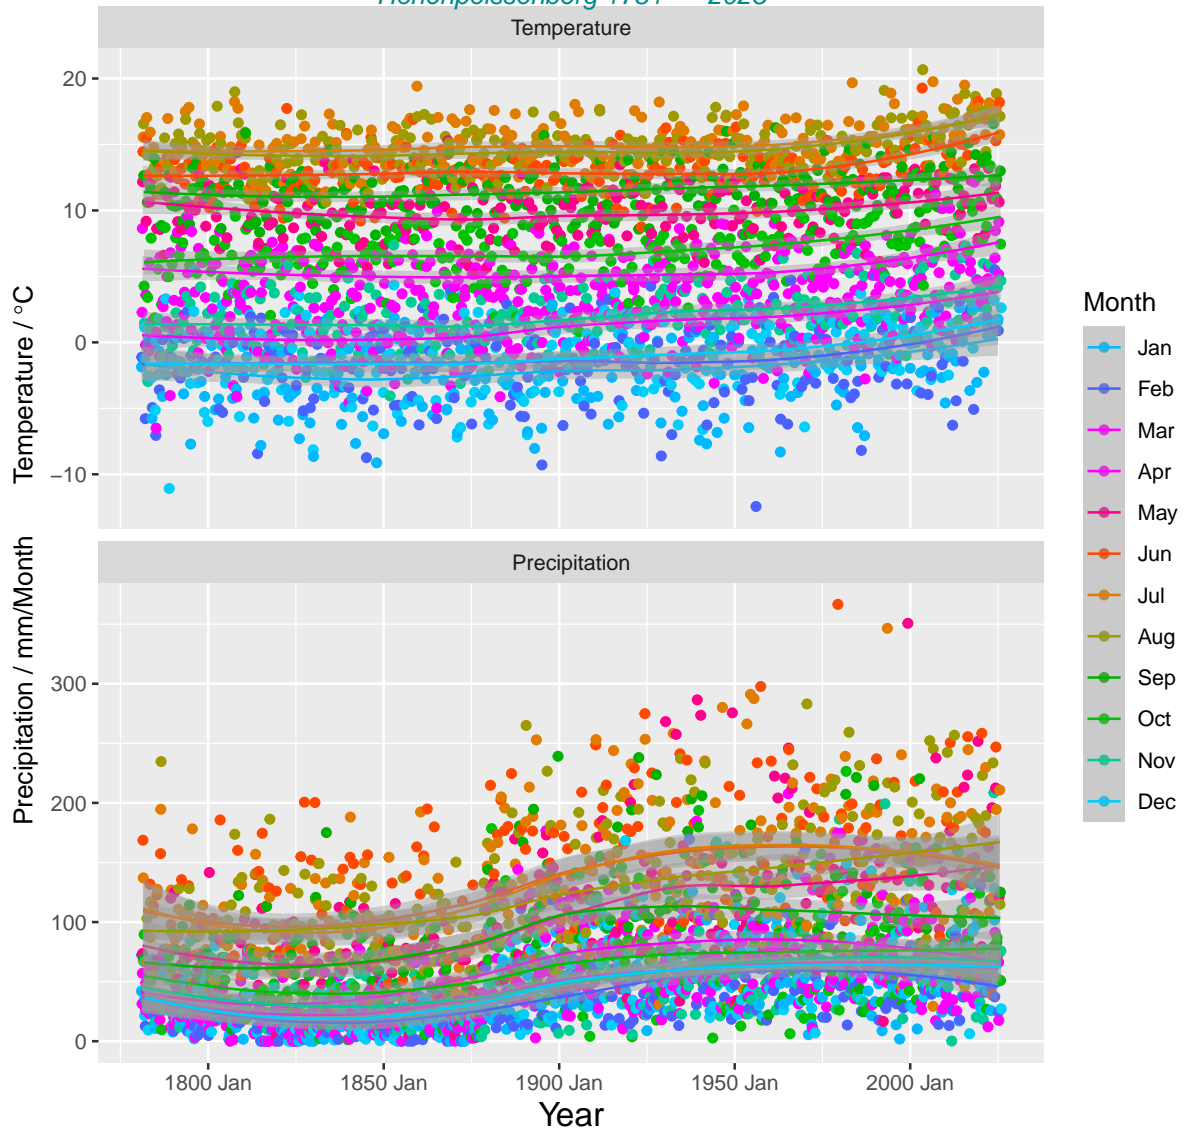 Temperature
20
10
0
−10
Temperature / °C
Precipitation
300
200
100
0
Precipitation / mm/Month
1800 Jan
1850 Jan
1900 Jan
1950 Jan
2000 Jan
Year
Month
Jan
Feb
Mar
Apr
May
Jun
Jul
Aug
Sep
Oct
Nov
Dec